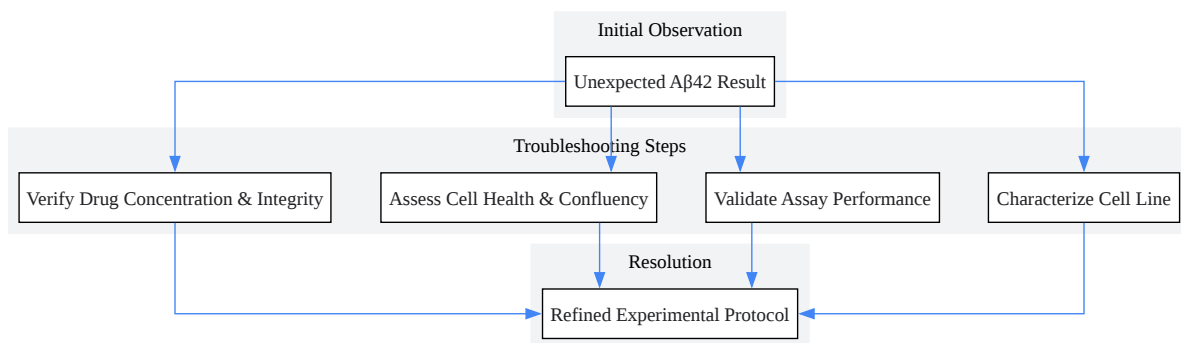 Initial Observation
Unexpected Aβ42 Result
Troubleshooting Steps
Verify Drug Concentration & Integrity
Assess Cell Health & Confluency
Validate Assay Performance
Characterize Cell Line
Resolution
Refined Experimental Protocol